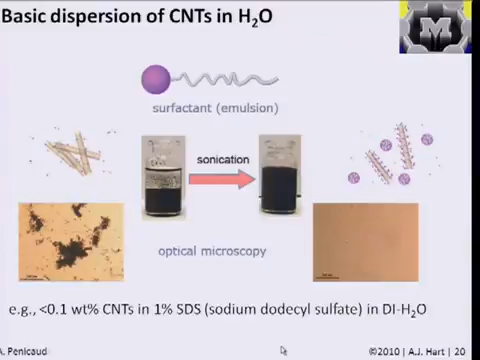 Basic dispersion of CNTs in H₂O
M
surfactant (emulsion)
sonication
optical microscopy
e.g., <0.1 wt% CNTs in 1% SDS (sodium dodecyl sulfate) in DI-H₂O
A. Penicaud
©2010 | A.J. Hart | 20